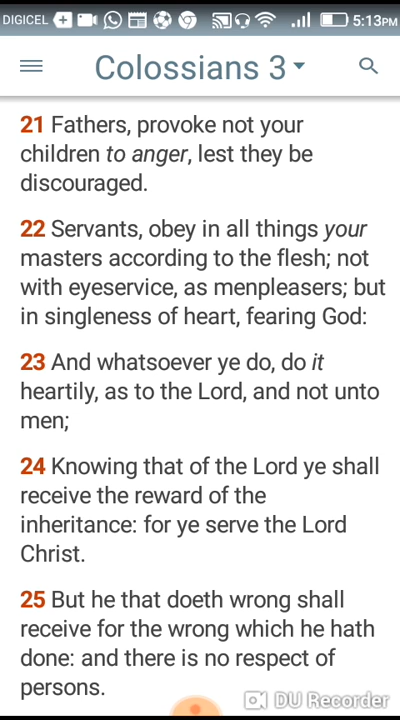 DIGICEL 5:13PM
Colossians 3
21 Fathers, provoke not your
children to anger, lest they be
discouraged.
22 Servants, obey in all things your
masters according to the flesh; not
with eyeservice, as menpleasers; but
in singleness of heart, fearing God:
23 And whatsoever ye do, do it
heartily, as to the Lord, and not unto
men;
24 Knowing that of the Lord ye shall
receive the reward of the
inheritance: for ye serve the Lord
Christ.
25 But he that doeth wrong shall
receive for the wrong which he hath
done: and there is no respect of
persons.
DU Recorder